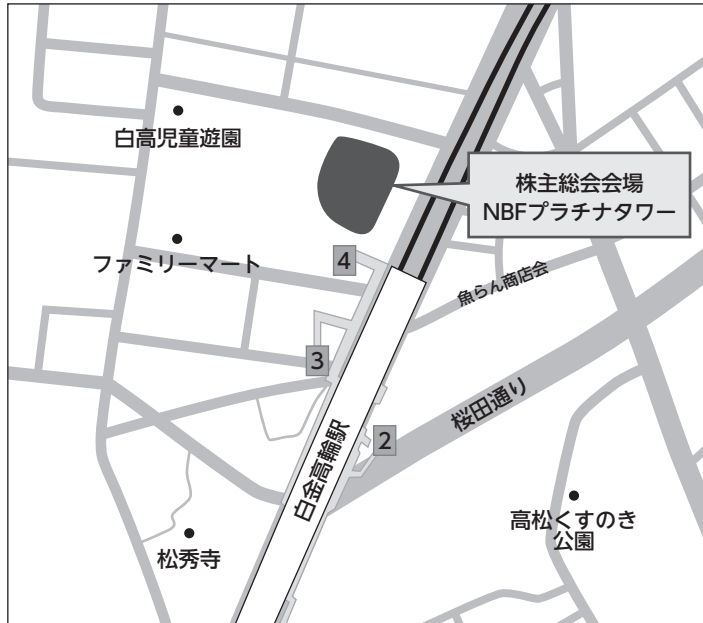 白高児童遊園
株主総会会場
NBFプラチナタワー
ファミリーマート
4
魚らん商店会
3
桜田通り
2
白金高輪駅
高松くすのき
公園
松秀寺